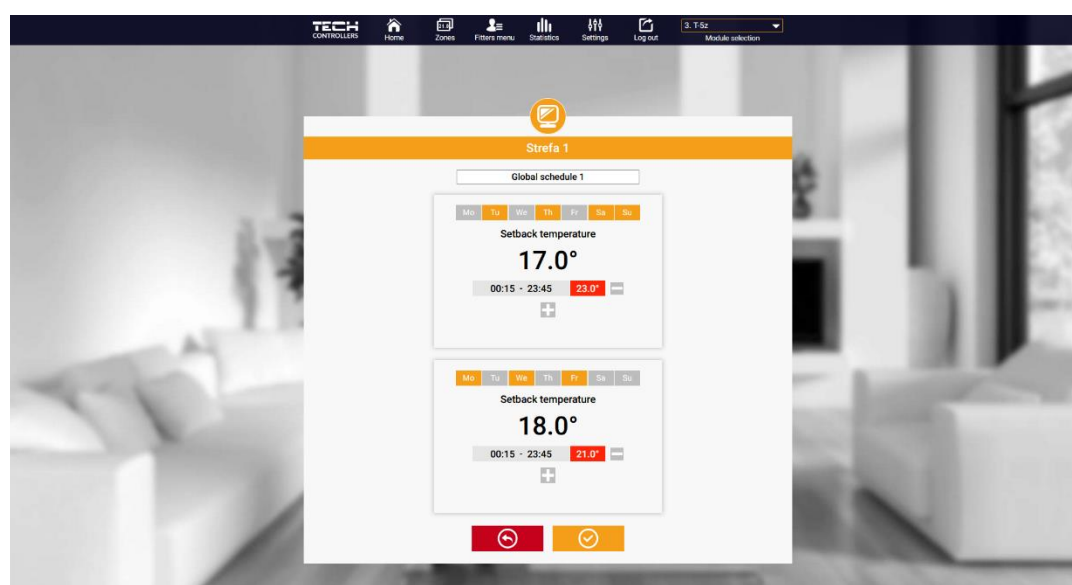 TECH
CONTROLLERS
Home
Zones
Fitters menu
Statistics
Settings
Log out
3. T-5z
Module selection
Strefa 1
Global schedule 1
Mo Tu We Th Fr Sa Su
Setback temperature
17.0°
00:15 - 23:45 23.0°
Mo Tu We Th Fr Sa Su
Setback temperature
18.0°
00:15 - 23:45 21.0°